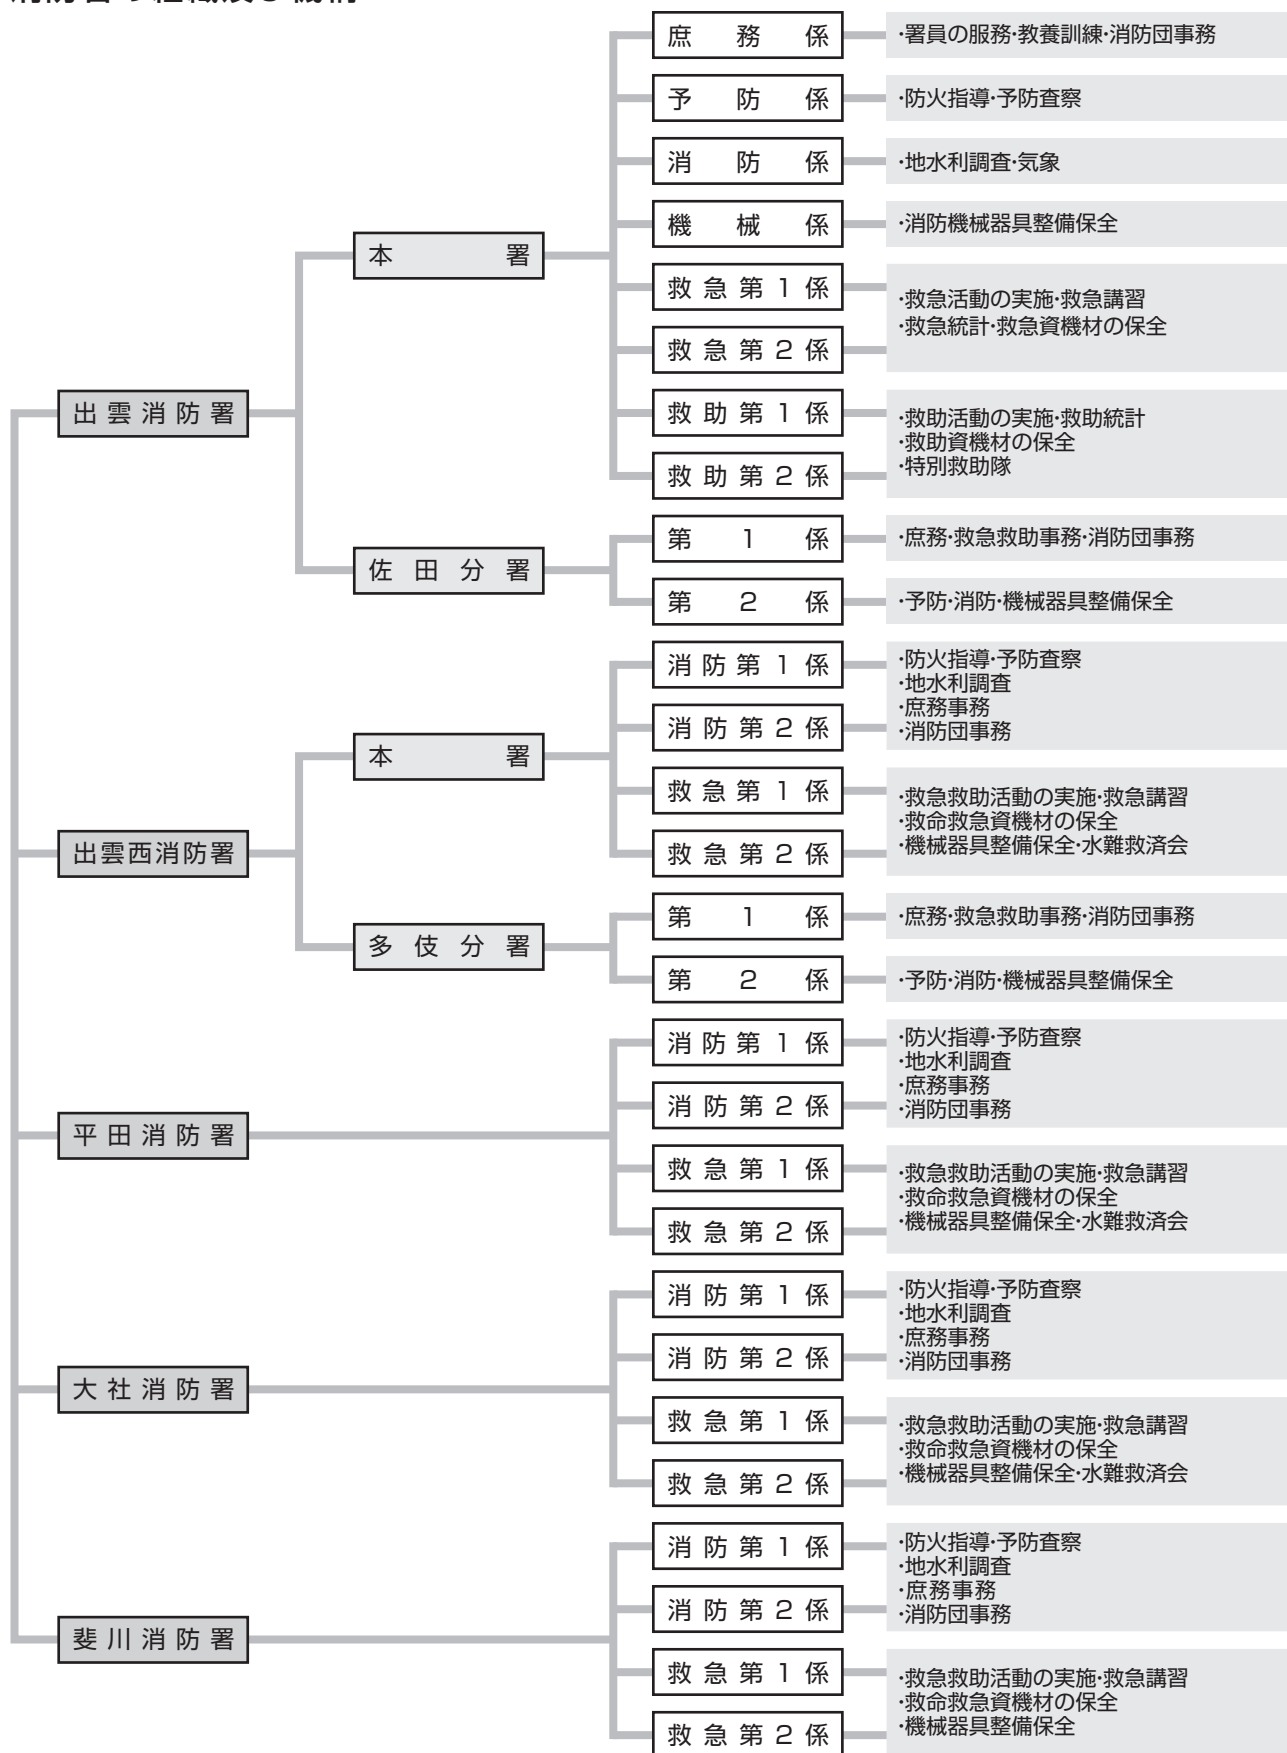 庶務係
・署員の服務・教養訓練・消防団事務
予防係
・防火指導・予防査察
消防係
・地水利調査・気象
機械係
・消防機械器具整備保全
本署
救急第1係
・救急活動の実施・救急講習
・救急統計・救急資機材の保全
救急第2係
出雲消防署
救助第1係
・救助活動の実施・救助統計
・救助資機材の保全
・特別救助隊
救助第2係
第1係
・庶務・救急救助事務・消防団事務
佐田分署
第2係
・予防・消防・機械器具整備保全
消防第1係
・防火指導・予防査察
・地水利調査
・庶務事務
・消防団事務
消防第2係
本署
救急第1係
・救急救助活動の実施・救急講習
・救命救急資機材の保全
・機械器具整備保全・水難救済会
救急第2係
出雲西消防署
第1係
・庶務・救急救助事務・消防団事務
多伎分署
第2係
・予防・消防・機械器具整備保全
消防第1係
・防火指導・予防査察
・地水利調査
・庶務事務
・消防団事務
消防第2係
平田消防署
救急第1係
・救急救助活動の実施・救急講習
・救命救急資機材の保全
・機械器具整備保全・水難救済会
救急第2係
消防第1係
・防火指導・予防査察
・地水利調査
・庶務事務
・消防団事務
消防第2係
大社消防署
救急第1係
・救急救助活動の実施・救急講習
・救命救急資機材の保全
・機械器具整備保全・水難救済会
救急第2係
消防第1係
・防火指導・予防査察
・地水利調査
・庶務事務
・消防団事務
消防第2係
斐川消防署
救急第1係
・救急救助活動の実施・救急講習
・救命救急資機材の保全
・機械器具整備保全
救急第2係